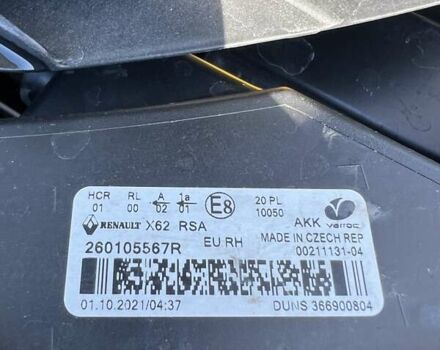 HCR RL A 1a E8 20 PL
01 00 02 01 10050
RENAULT X62 RSA AKK varroc
260105567R EU RH MADE IN CZECH REP
00211131-04
01.10.2021/04:37 DUNS 366900804